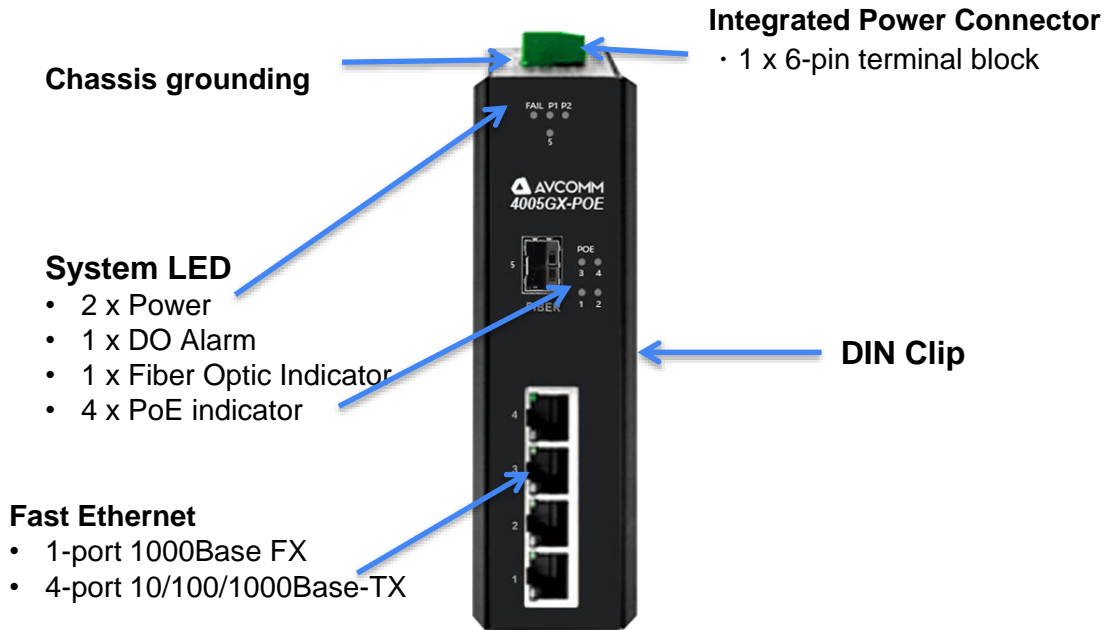 Integrated Power Connector
· 1 x 6-pin terminal block
Chassis grounding
FAIL P1 P2
5
AVCOMM
4005GX-POE
System LED
• 2 x Power
• 1 x DO Alarm
• 1 x Fiber Optic Indicator
• 4 x PoE indicator
5
POE
3 4
1 2
FIBER
DIN Clip
4
3
2
1
Fast Ethernet
• 1-port 1000Base FX
• 4-port 10/100/1000Base-TX